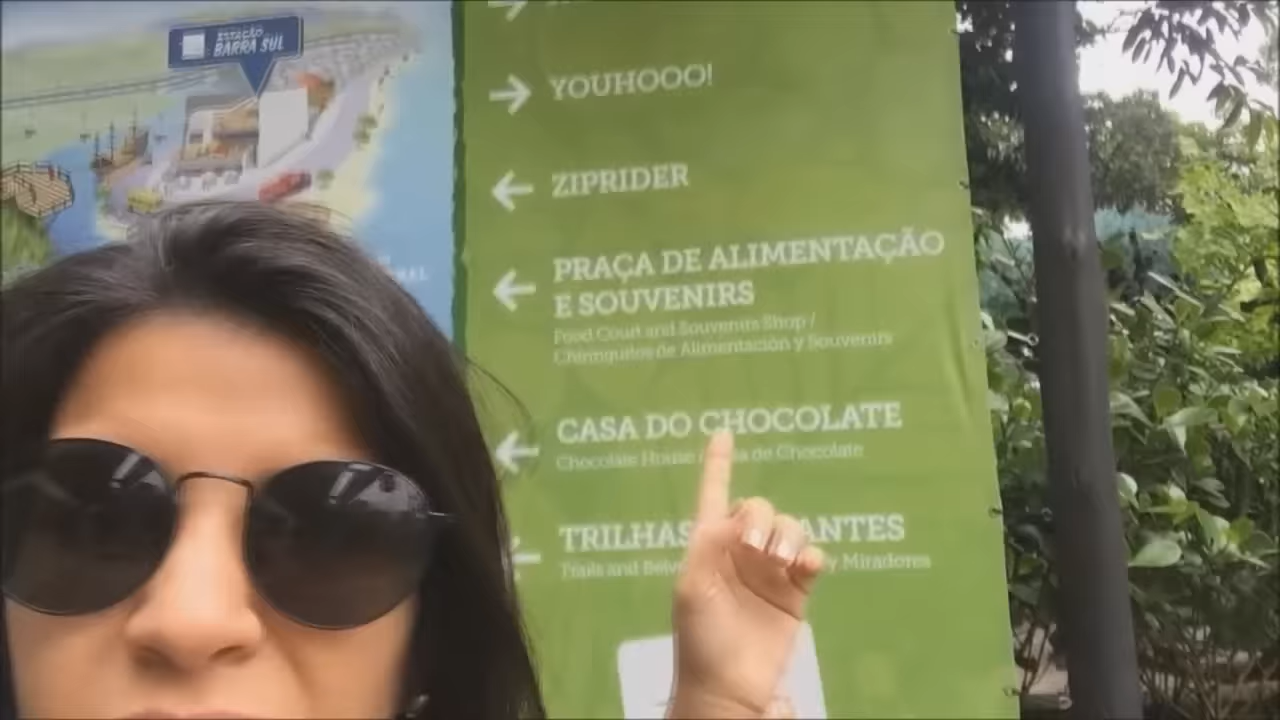 ESTAÇÃO
BARRA SUL
YOUHOOO!
ZIPRIDER
PRAÇA DE ALIMENTAÇÃO
E SOUVENIRS
Food Court and Souvenirs Shop /
Chiringuitos de Alimentación y Souvenirs
CASA DO CHOCOLATE
Chocolate House de Chocolate
TRILHAS
Trails and y Miradores